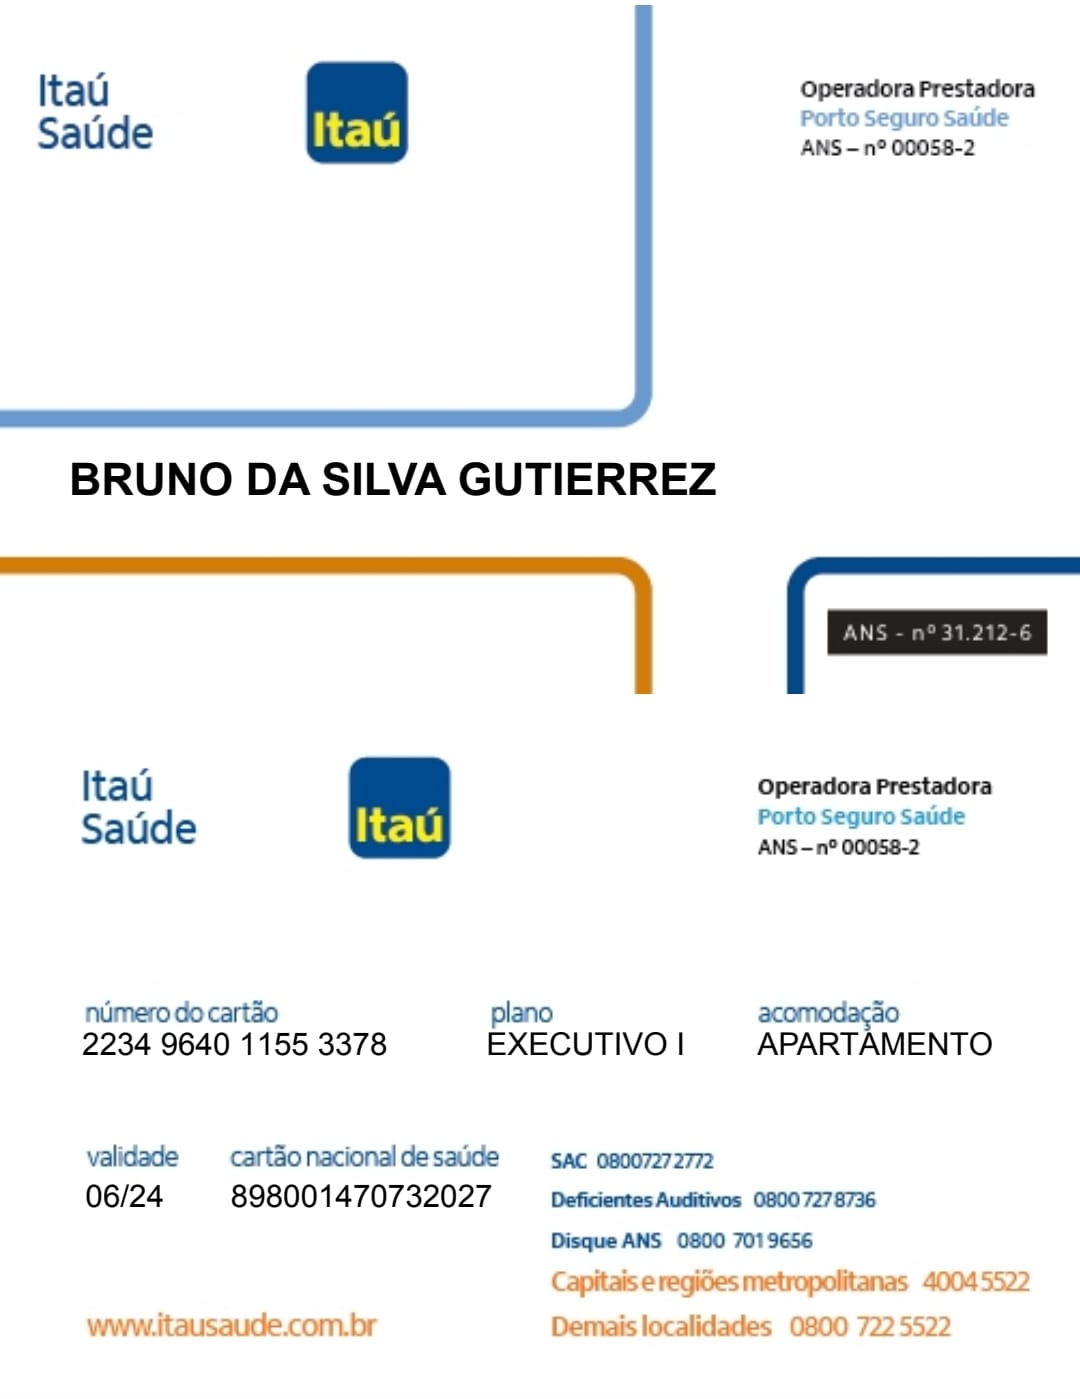 Itaú
Saúde
Itaú
Operadora Prestadora
Porto Seguro Saúde
ANS – nº 00058-2
BRUNO DA SILVA GUTIERREZ
ANS - nº 31.212-6
Itaú
Saúde
Itaú
Operadora Prestadora
Porto Seguro Saúde
ANS – nº 00058-2
número do cartão plano acomodação
2234 9640 1155 3378 EXECUTIVO I APARTAMENTO
validade cartão nacional de saúde
06/24 898001470732027
SAC 08007272772
Deficientes Auditivos 0800 727 8736
Disque ANS 0800 701 9656
Capitais e regiões metropolitanas 4004 5522
www.itausaude.com.br
Demais localidades 0800 722 5522